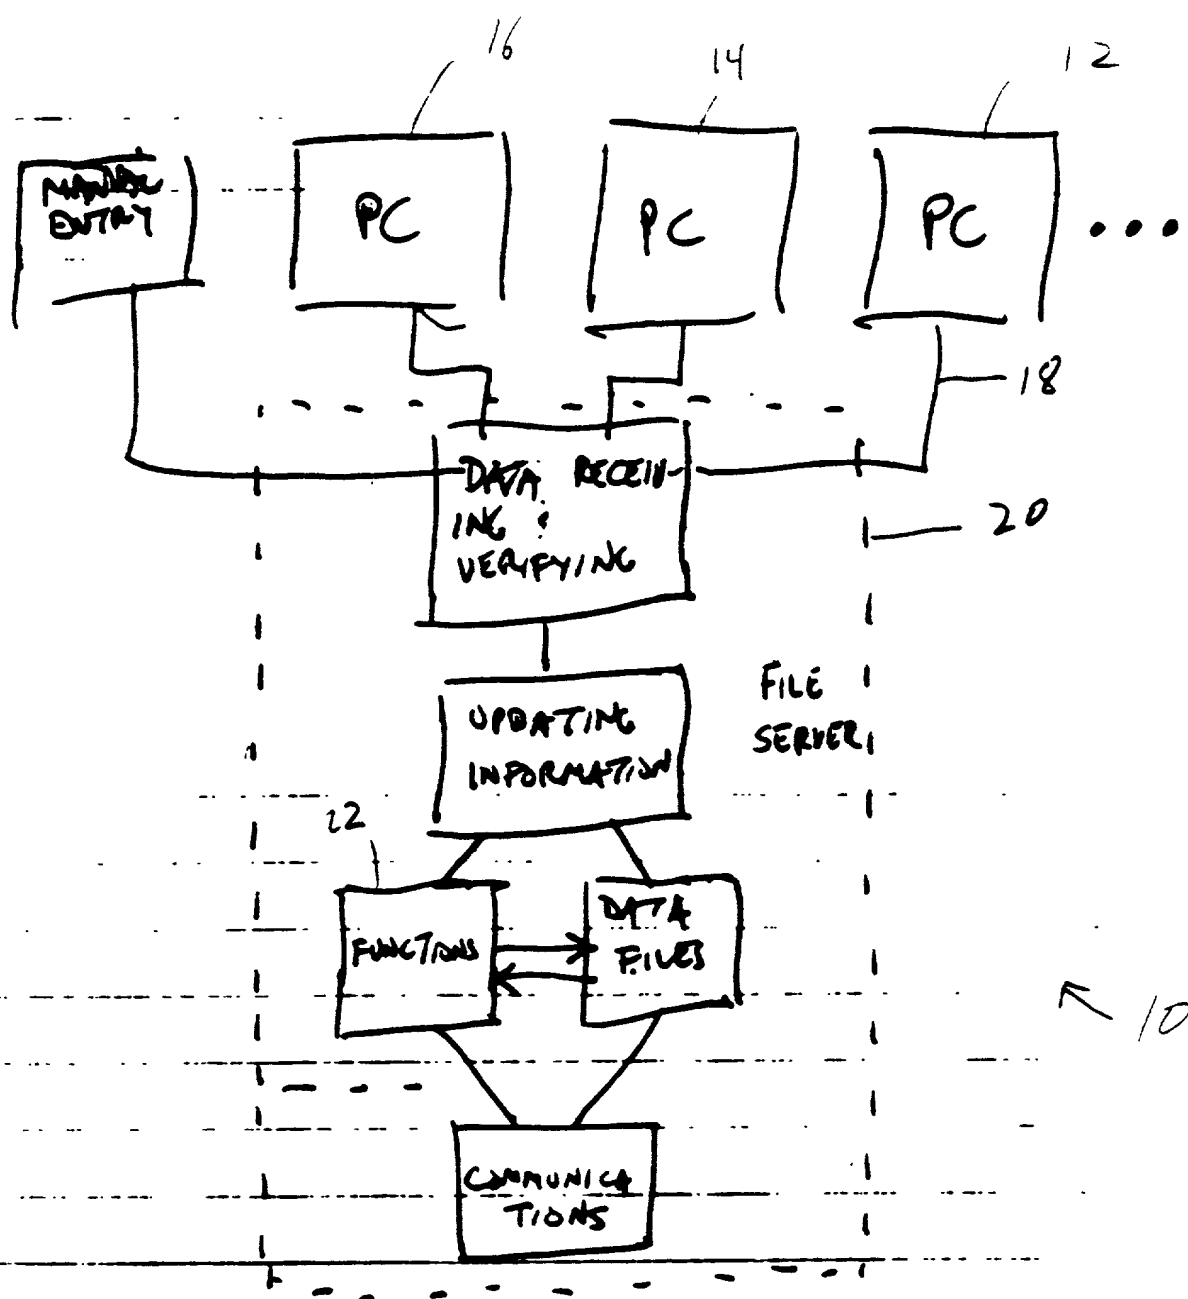 16
14
12
MANUAL
ENTRY
PC
PC
PC
18
DATA RECEIV-
ING &
VERIFYING
20
UPDATING
INFORMATION
FILE
SERVER
22
FUNCTIONS
DATA
FILES
10
COMMUNICA
TIONS